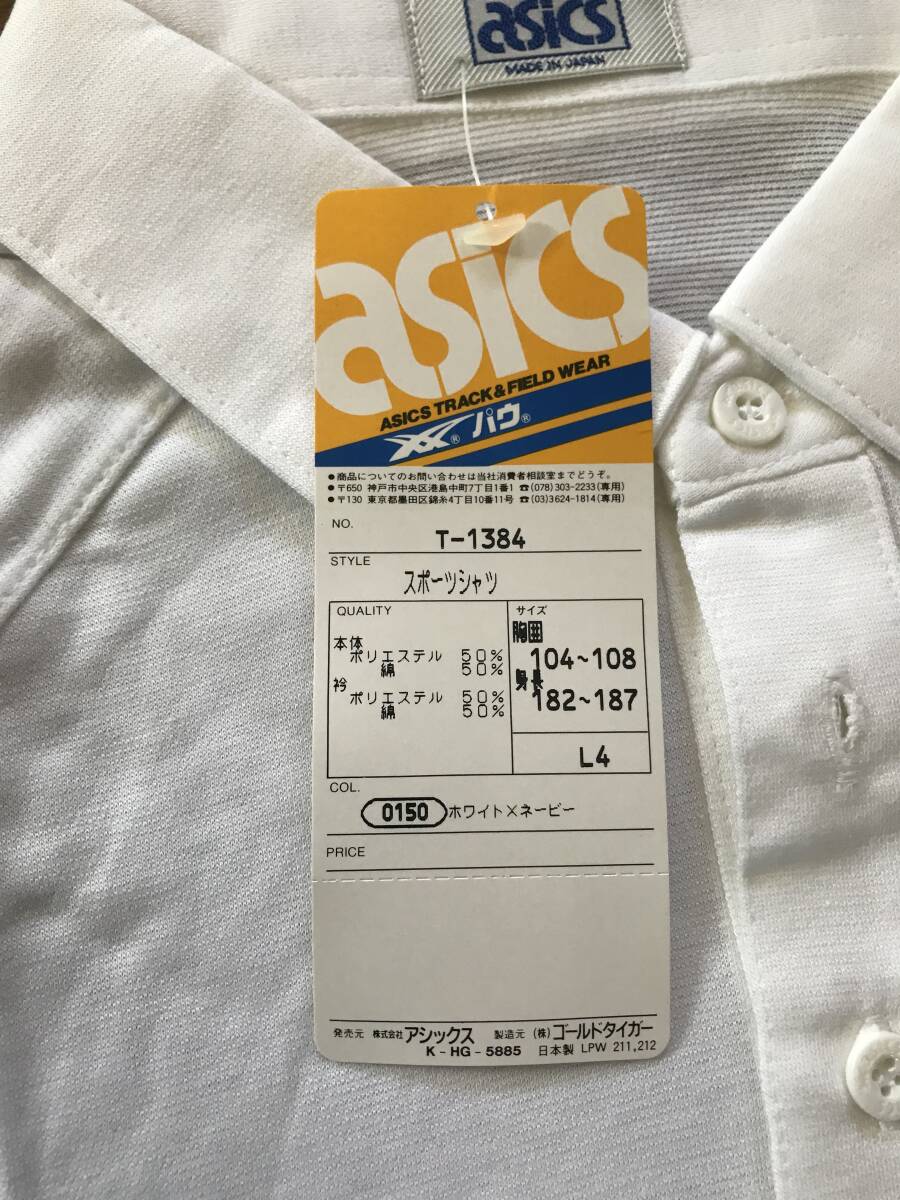 asics
MADE IN JAPAN
asics
ASICS TRACK & FIELD WEAR
® パウ®
●商品についてのお問い合わせは当社消費者相談室までどうぞ。
●〒650 神戸市中央区港島中町7丁目1番1 ☎(078)303-2233(専用)
●〒130 東京都墨田区錦糸4丁目10番11号 ☎(03)3624-1814(専用)
NO.
T-1384
STYLE
スポーツシャツ
QUALITY
本体
ポリエステル 50%
綿 50%
衿
ポリエステル 50%
綿 50%
サイズ
胸囲
104~108
身長
182~187
L4
COL.
0150 ホワイト×ネービー
PRICE
発売元 株式会社アシックス 製造元 (株)ゴールドタイガー
K-HG-5885 日本製 LPW 211,212